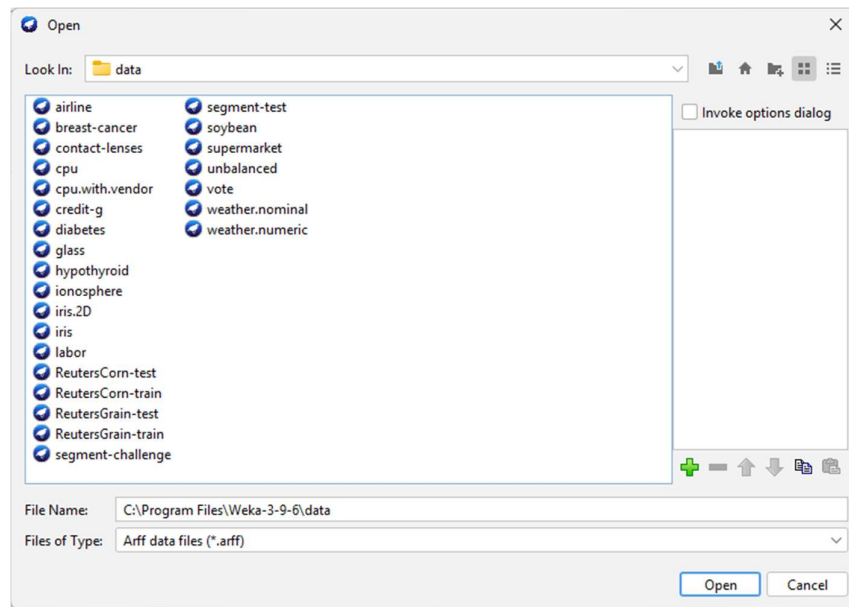 Open
Look In: data
airline
breast-cancer
contact-lenses
cpu
cpu.with.vendor
credit-g
diabetes
glass
hypothyroid
ionosphere
iris.2D
iris
labor
ReutersCorn-test
ReutersCorn-train
ReutersGrain-test
ReutersGrain-train
segment-challenge
segment-test
soybean
supermarket
unbalanced
vote
weather.nominal
weather.numeric
Invoke options dialog
File Name: C:\Program Files\Weka-3-9-6\data
Files of Type: Arff data files (*.arff)
Open Cancel